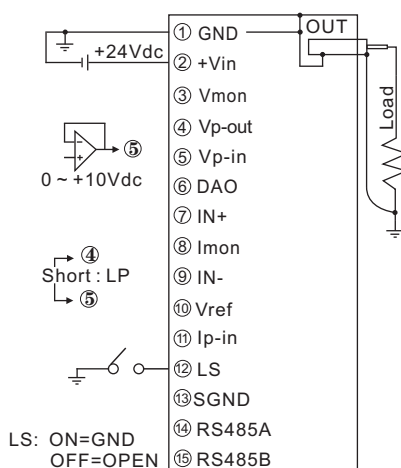 ① GND
OUT
+24Vdc
② +Vin
③ Vmon
Load
④ Vp-out
⑤
⑤ Vp-in
0 ~ +10Vdc
⑥ DAO
⑦ IN+
④
⑧ Imon
Short : LP
⑨ IN-
⑤
⑩ Vref
⑪ Ip-in
⑫ LS
⑬ SGND
⑭ RS485A
LS: ON=GND
OFF=OPEN
⑮ RS485B